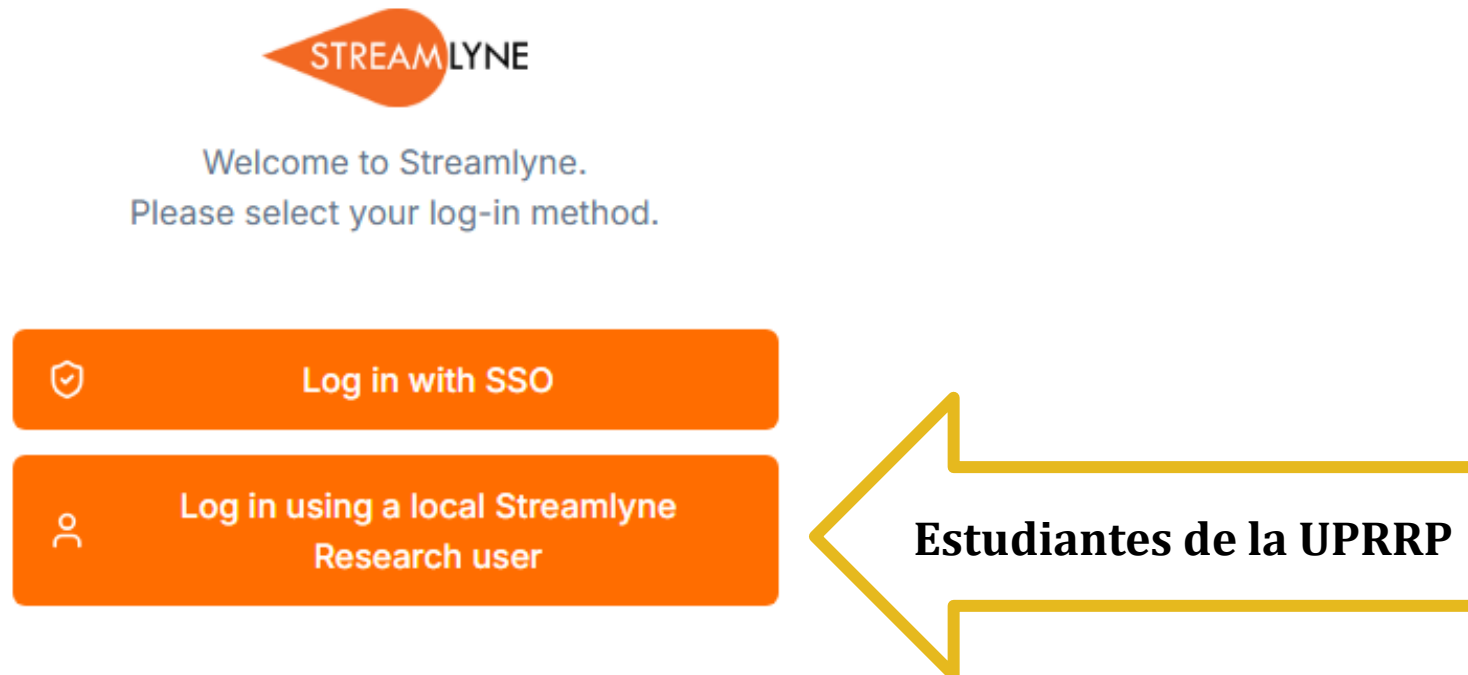 STREAMLYNE
Welcome to Streamlyne.
Please select your log-in method.
Log in with SSO
Log in using a local Streamlyne
Research user
Estudiantes de la UPRRP